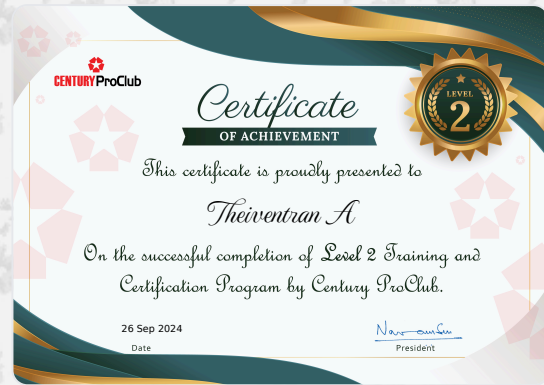 CENTURY ProClub
Certificate
OF ACHIEVEMENT
LEVEL
2
This certificate is proudly presented to
Theiventran A
On the successful completion of Level 2 Training and
Certification Program by Century ProClub.
26 Sep 2024
Date
President